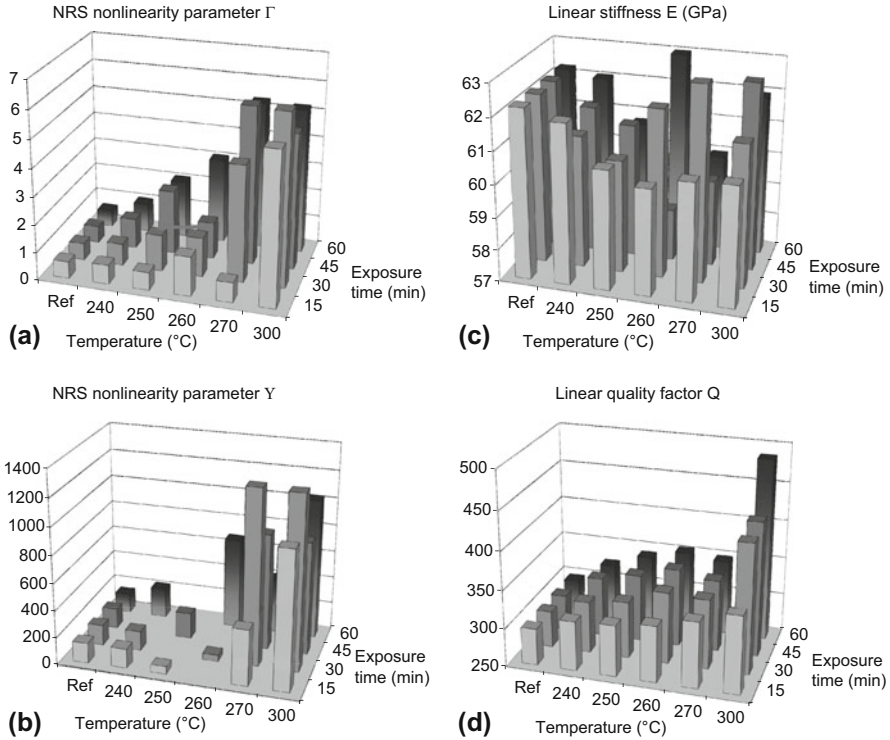 NRS nonlinearity parameter Γ
7
6
5
4
3
2
1
0
Ref
240
250
260
270
300
15
30
45
60
Exposure
time (min)
Temperature (°C)
(a)
Linear stiffness E (GPa)
63
62
61
60
59
58
57
Ref
240
250
260
270
300
15
30
45
60
Exposure
time (min)
Temperature (°C)
(c)
NRS nonlinearity parameter Υ
1400
1200
1000
800
600
400
200
0
Ref
240
250
260
270
300
15
30
45
60
Exposure
time (min)
Temperature (°C)
(b)
Linear quality factor Q
500
450
400
350
300
250
Ref
240
250
260
270
300
15
30
45
60
Exposure
time (min)
Temperature (°C)
(d)